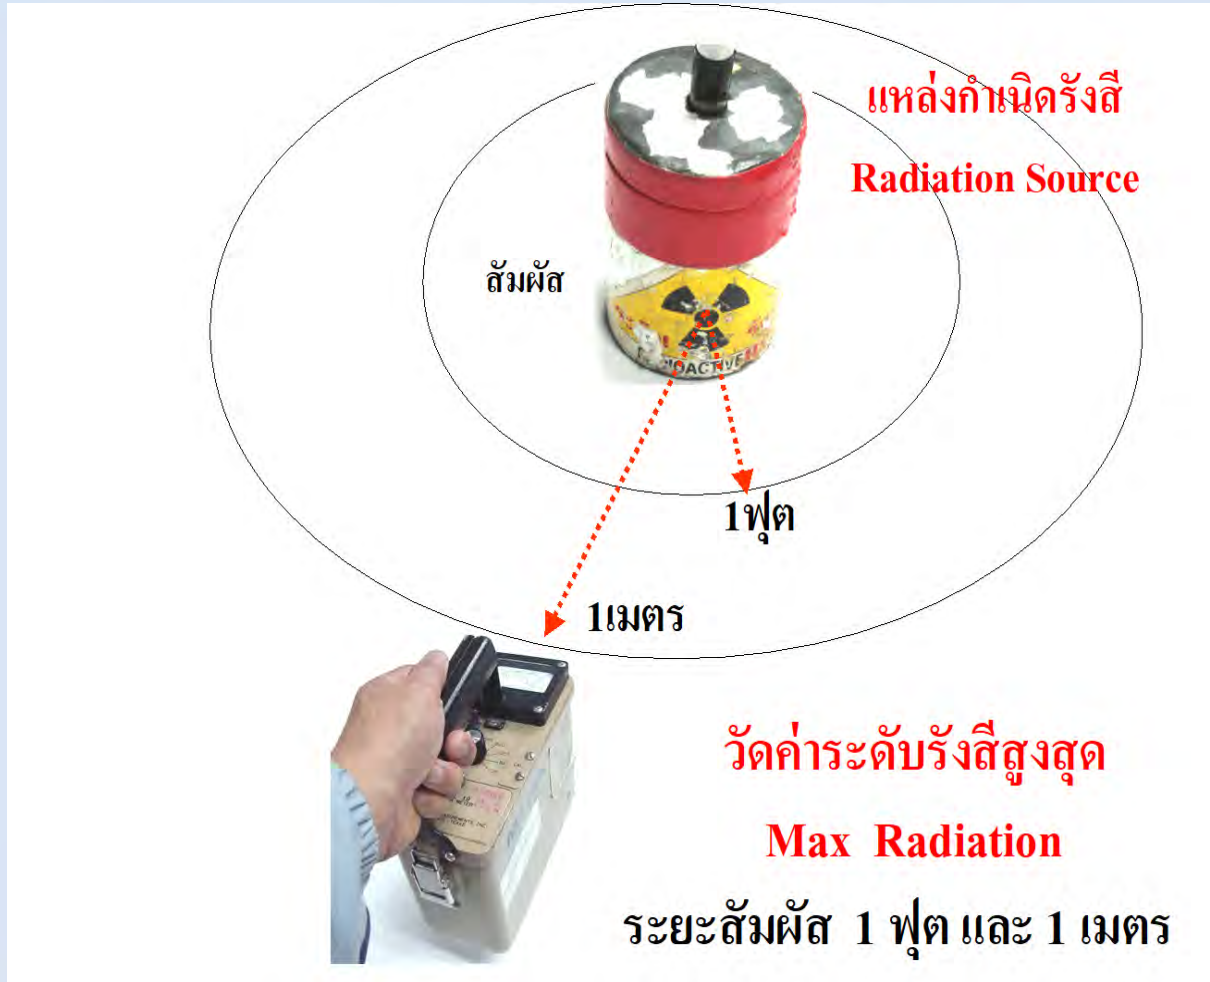 แหล่งกำเนิดรังสี
Radiation Source
สัมผัส
1ฟุต
1เมตร
วัดค่าระดับรังสีสูงสุด
Max Radiation
ระยะสัมผัส 1 ฟุต และ 1 เมตร